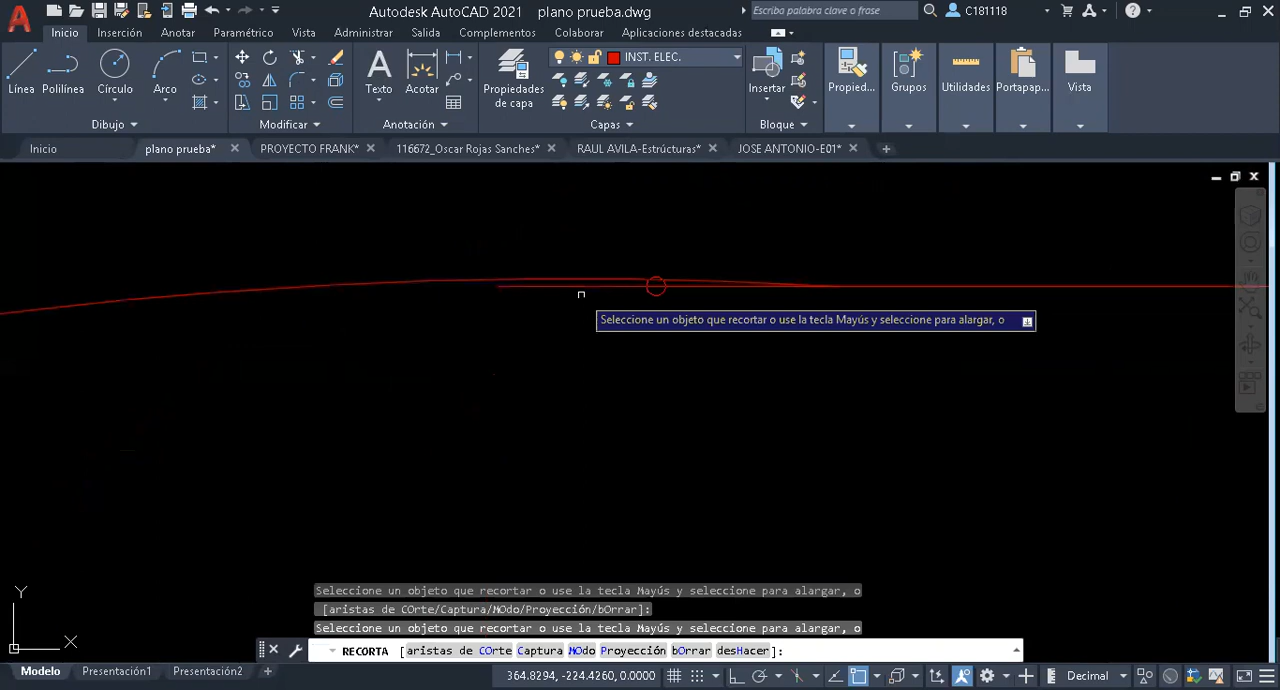 A Autodesk AutoCAD 2021 plano prueba.dwg Escriba palabra clave o frase C181118
Inicio Inserción Anotar Paramétrico Vista Administrar Salida Complementos Colaborar Aplicaciones destacadas
INST. ELEC.
Línea Polilínea Círculo Arco Texto Acotar Propiedades de capa Insertar Propied... Grupos Utilidades Portapap... Vista
Dibujo Modificar Anotación Capas Bloque
Inicio plano prueba* PROYECTO FRANK* 116672_Oscar Rojas Sanches* RAUL AVILA-Estrúcturas* JOSE ANTONIO-E01*
Seleccione un objeto que recortar o use la tecla Mayús y seleccione para alargar, o
Y
X
Seleccione un objeto que recortar o use la tecla Mayús y seleccione para alargar, o
[aristas de COrte/Captura/MOdo/Proyección/bOrrar]:
Seleccione un objeto que recortar o use la tecla Mayús y seleccione para alargar, o
RECORTA [aristas de COrte Captura MOdo Proyección bOrrar desHacer]:
Modelo Presentación1 Presentación2 364.8294, -224.4260, 0.0000 Decimal